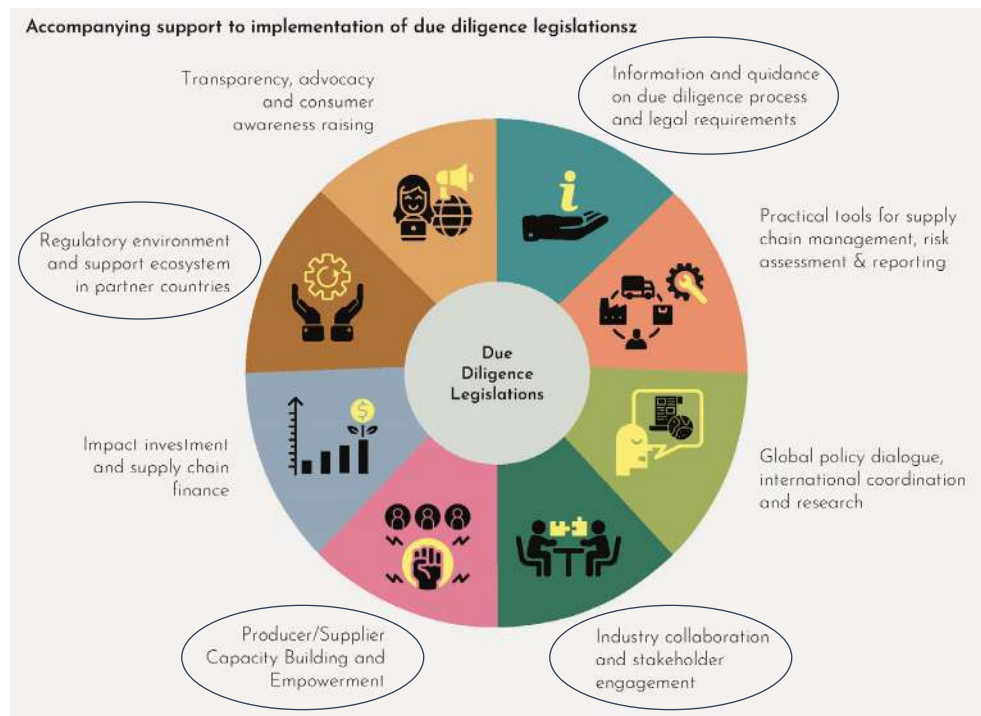 Accompanying support to implementation of due diligence legislationsz
Transparency, advocacy
and consumer
awareness raising
Information and quidance
on due diligence process
and legal requirements
Regulatory environment
and support ecosystem
in partner countries
Practical tools for supply
chain management, risk
assessment & reporting
Due
Diligence
Legislations
Impact investment
and supply chain
finance
Global policy dialogue,
international coordination
and research
Producer/Supplier
Capacity Building and
Empowerment
Industry collaboration
and stakeholder
engagement
i
$